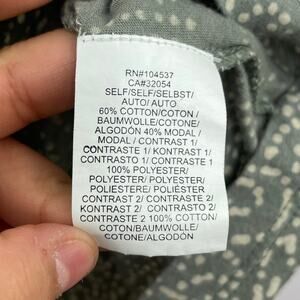 RN#104537
CA#32054
SELF/SELF/SELBST/
AUTO/ AUTO
60% COTTON/COTON /
BAUMWOLLE/COTONE/
ALGODÓN 40% MODAL /
MODAL / CONTRAST 1/
CONTRASTE 1/ KONTRAST 1/
CONTRASTO 1/ CONTRASTE 1
100% POLYESTER/
POLYESTER/ POLYESTER/
POLIESTERE/ POLIÉSTER
CONTRAST 2/ CONTRASTE 2/
KONTRAST 2/ CONTRASTO 2/
CONTRASTE 2 100% COTTON/
COTON/BAUMWOLLE/
COTONE/ALGODÓN